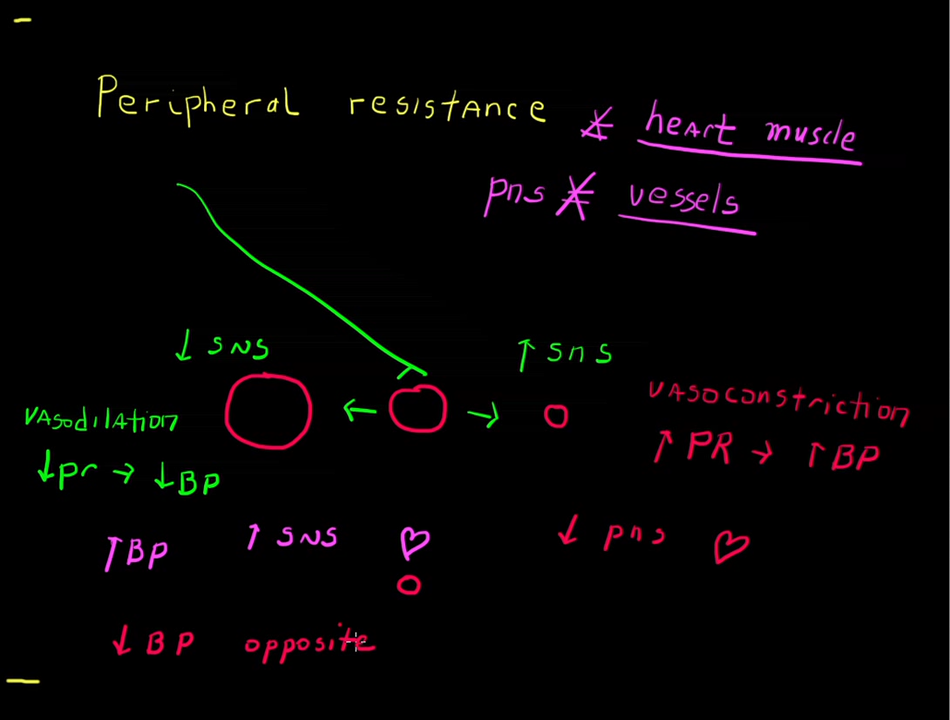 Peripheral resistance
* heart muscle
pns * vessels
↓ SNS
↑ sns
VASodilAtion
← →
VASOCONStriction
↓pr → ↓BP
↑ PR → ↑ BP
↑BP ↑ SNS ♡
↓ pns ♡
↓ BP opposite